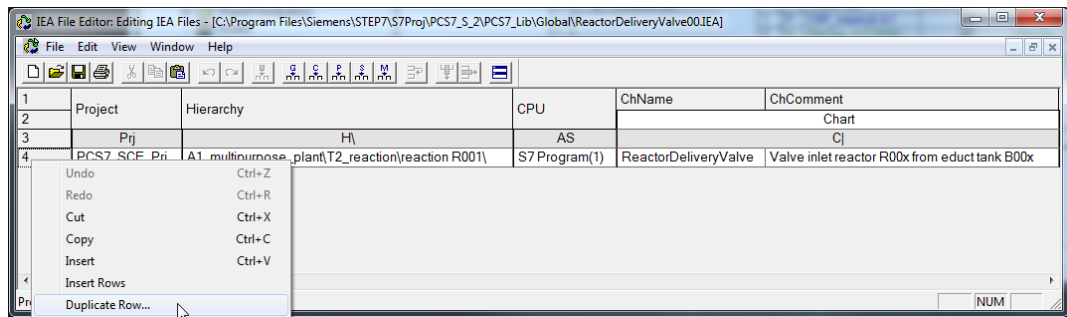 IEA File Editor: Editing IEA Files - [C:\Program Files\Siemens\STEP7\S7Proj\PCS7_S_2\PCS7_Lib\Global\ReactorDeliveryValve00.IEA]
File Edit View Window Help
G C P S M
1 Project Hierarchy CPU ChName ChComment
2 Chart
3 Prj H\ AS C|
4 PCS7_SCE_Prj A1_multipurpose_plant\T2_reaction\reaction R001\ S7 Program(1) ReactorDeliveryValve Valve inlet reactor R00x from educt tank B00x
Undo Ctrl+Z
Redo Ctrl+R
Cut Ctrl+X
Copy Ctrl+C
Insert Ctrl+V
Insert Rows
Duplicate Row...
NUM